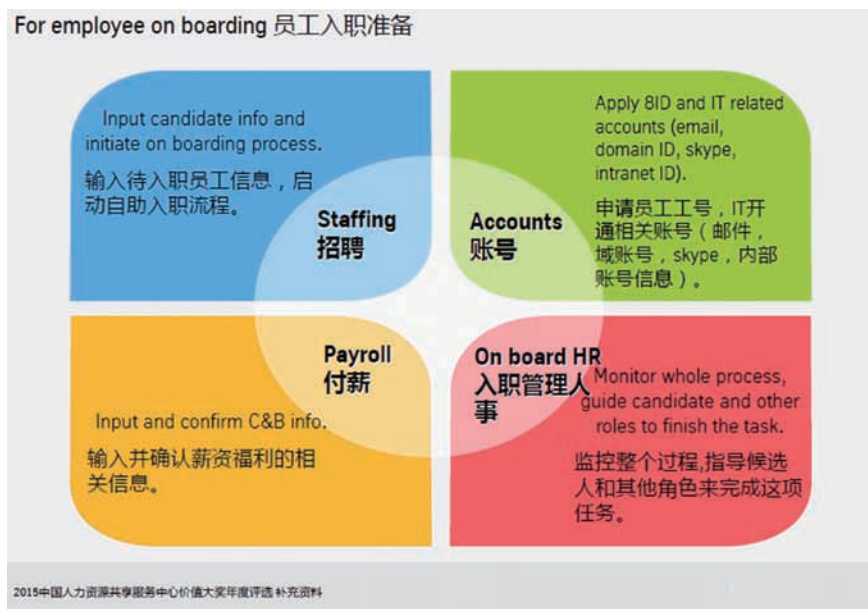 For employee on boarding 员工入职准备
Input candidate info and
initiate on boarding process.
输入待入职员工信息，启
动自助入职流程。
Staffing
招聘
Apply 8ID and IT related
accounts (email,
domain ID, skype,
intranet ID).
申请员工工号，IT开
通相关账号（邮件，
域账号，skype，内部
账号信息）。
Accounts
账号
Payroll
付薪
Input and confirm C&B info.
输入并确认薪资福利的相
关信息。
On board HR
入职管理人
事
Monitor whole process,
guide candidate and other
roles to finish the task.
监控整个过程,指导候选
人和其他角色来完成这项
任务。
2015中国人力资源共享服务中心价值大奖年度评选 补充资料